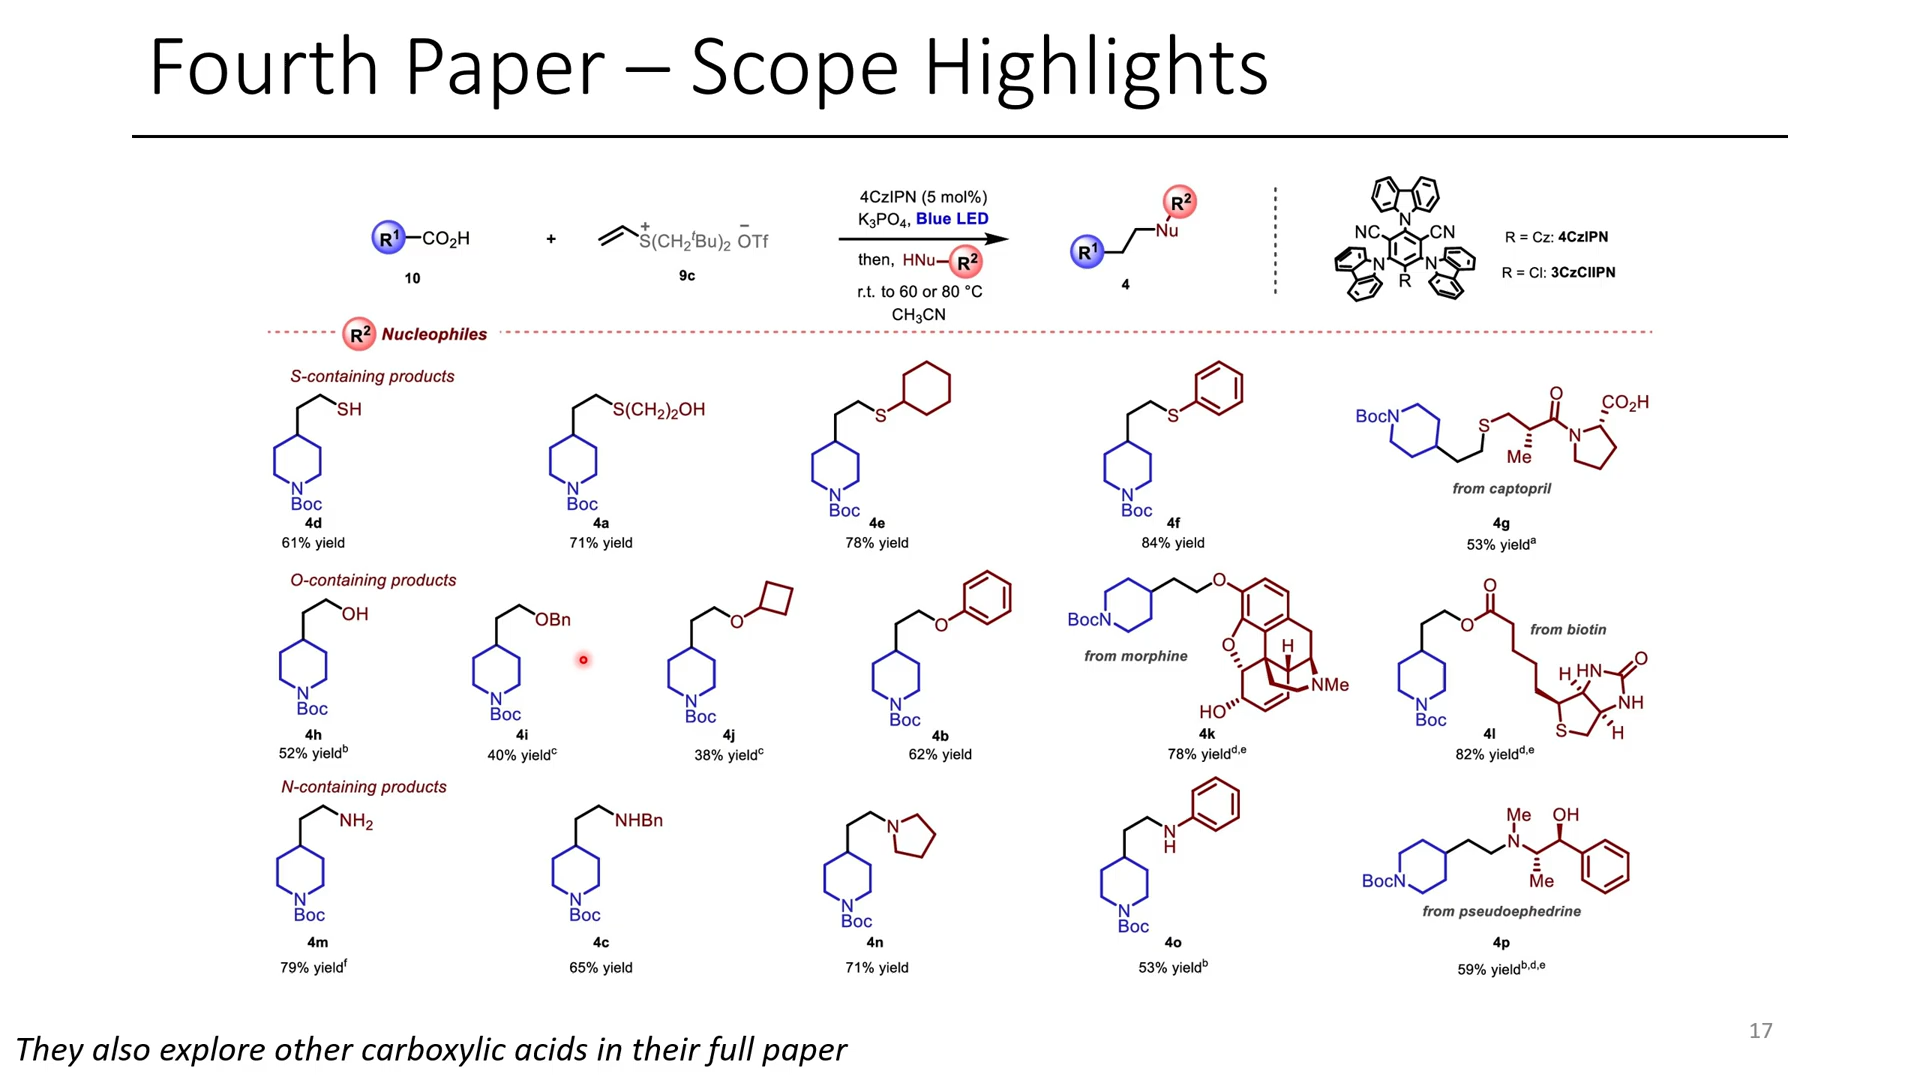 Fourth Paper – Scope Highlights
R¹ CO₂H
10
+
S⁺(CH₂ᵗBu)₂ ⁻OTf
9c
4CzIPN (5 mol%)
K₃PO₄, Blue LED
then, HNu R²
r.t. to 60 or 80 °C
CH₃CN
R¹ Nu R²
4
NC CN
N N N
R
R = Cz: 4CzIPN
R = Cl: 3CzClIPN
R² Nucleophiles
S-containing products
SH
N
Boc
4d
61% yield
S(CH₂)₂OH
N
Boc
4a
71% yield
S
N
Boc
4e
78% yield
S
N
Boc
4f
84% yield
BocN S Me O N CO₂H
from captopril
4g
53% yieldᵃ
O-containing products
OH
N
Boc
4h
52% yieldᵇ
OBn
N
Boc
4i
40% yieldᶜ
O
N
Boc
4j
38% yieldᶜ
O
N
Boc
4b
62% yield
BocN O O H NMe HO
from morphine
4k
78% yieldᵈ,ᵉ
O O
from biotin
H HN O NH H S
N
Boc
4l
82% yieldᵈ,ᵉ
N-containing products
NH₂
N
Boc
4m
79% yieldᶠ
NHBn
N
Boc
4c
65% yield
N
N
Boc
4n
71% yield
N
H
N
Boc
4o
53% yieldᵇ
Me OH
BocN N Me
from pseudoephedrine
4p
59% yieldᵇ,ᵈ,ᵉ
They also explore other carboxylic acids in their full paper
17